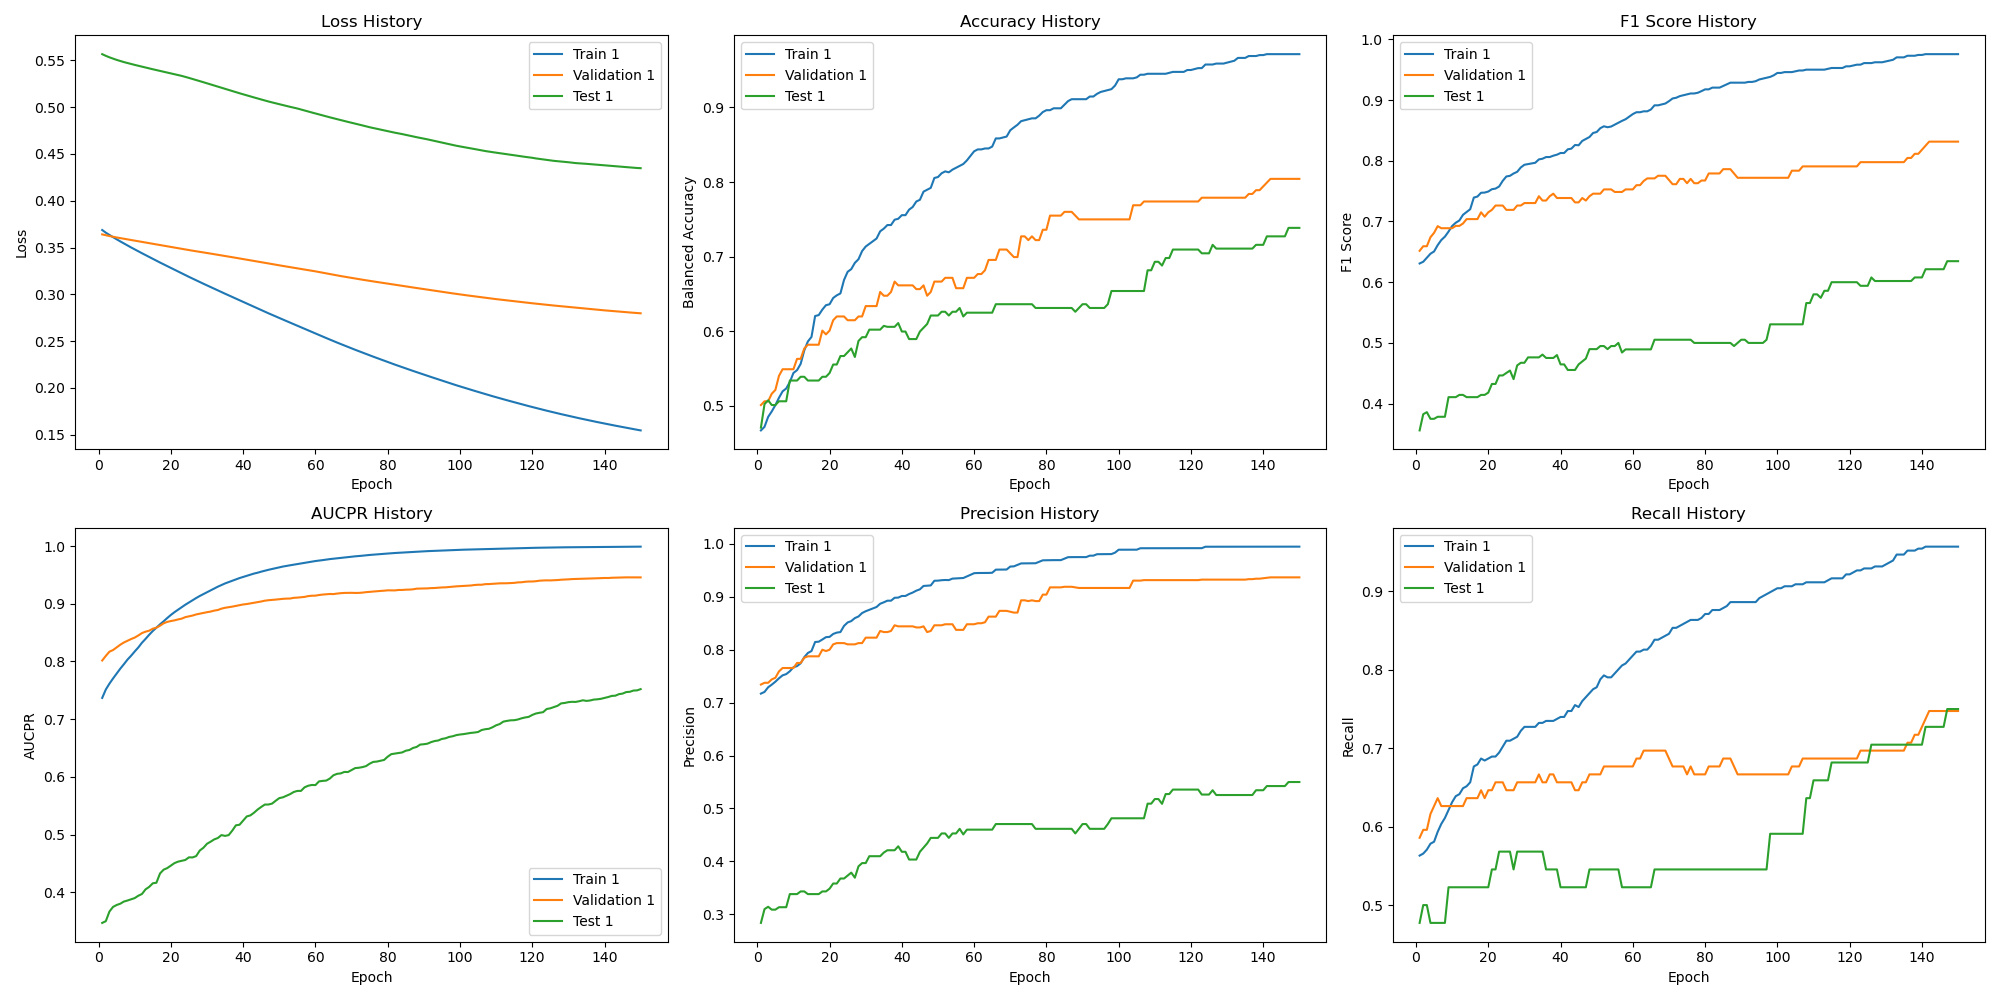 Loss History
Loss
0.55
0.50
0.45
0.40
0.35
0.30
0.25
0.20
0.15
Train 1
Validation 1
Test 1
0 20 40 60 80 100 120 140
Epoch
Accuracy History
Balanced Accuracy
0.9
0.8
0.7
0.6
0.5
Train 1
Validation 1
Test 1
0 20 40 60 80 100 120 140
Epoch
F1 Score History
F1 Score
1.0
0.9
0.8
0.7
0.6
0.5
0.4
Train 1
Validation 1
Test 1
0 20 40 60 80 100 120 140
Epoch
AUCPR History
AUCPR
1.0
0.9
0.8
0.7
0.6
0.5
0.4
Train 1
Validation 1
Test 1
0 20 40 60 80 100 120 140
Epoch
Precision History
Precision
1.0
0.9
0.8
0.7
0.6
0.5
0.4
0.3
Train 1
Validation 1
Test 1
0 20 40 60 80 100 120 140
Epoch
Recall History
Recall
0.9
0.8
0.7
0.6
0.5
Train 1
Validation 1
Test 1
0 20 40 60 80 100 120 140
Epoch